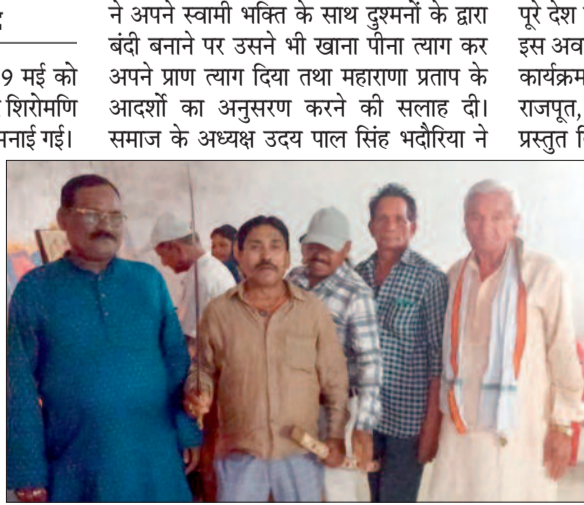 9 मई को
शिरोमणि
मनाई गई।
ने अपने स्वामी भक्ति के साथ दुश्मनों के द्वारा
बंदी बनाने पर उसने भी खाना पीना त्याग कर
अपने प्राण त्याग दिया तथा महाराणा प्रताप के
आदर्शो का अनुसरण करने की सलाह दी।
समाज के अध्यक्ष उदय पाल सिंह भदौरिया ने
पूरे देश
इस अव
कार्यक्रम
राजपूत,
प्रस्तुत